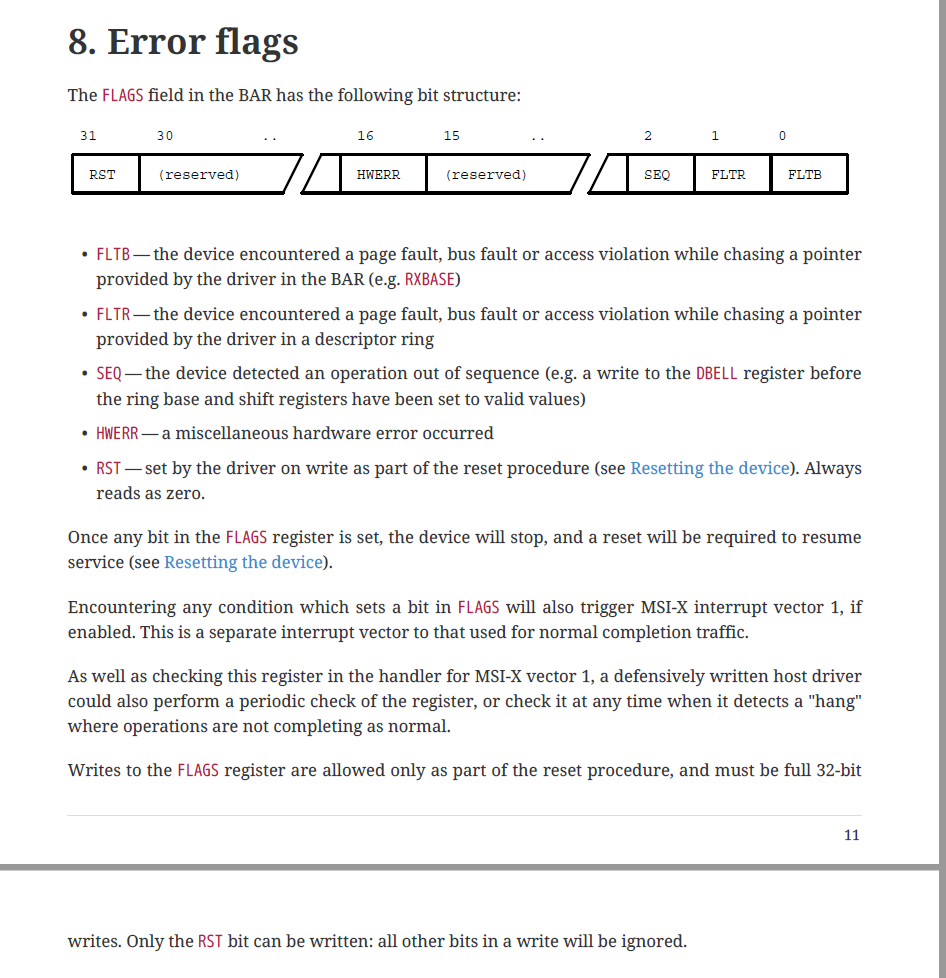 8. Error flags
The FLAGS field in the BAR has the following bit structure:
31 30 .. 16 15 .. 2 1 0
RST (reserved) HWERR (reserved) SEQ FLTR FLTB
• FLTB — the device encountered a page fault, bus fault or access violation while chasing a pointer
provided by the driver in the BAR (e.g. RXBASE)
• FLTR — the device encountered a page fault, bus fault or access violation while chasing a pointer
provided by the driver in a descriptor ring
• SEQ — the device detected an operation out of sequence (e.g. a write to the DBELL register before
the ring base and shift registers have been set to valid values)
• HWERR — a miscellaneous hardware error occurred
• RST — set by the driver on write as part of the reset procedure (see Resetting the device). Always
reads as zero.
Once any bit in the FLAGS register is set, the device will stop, and a reset will be required to resume
service (see Resetting the device).
Encountering any condition which sets a bit in FLAGS will also trigger MSI-X interrupt vector 1, if
enabled. This is a separate interrupt vector to that used for normal completion traffic.
As well as checking this register in the handler for MSI-X vector 1, a defensively written host driver
could also perform a periodic check of the register, or check it at any time when it detects a "hang"
where operations are not completing as normal.
Writes to the FLAGS register are allowed only as part of the reset procedure, and must be full 32-bit
11
writes. Only the RST bit can be written: all other bits in a write will be ignored.